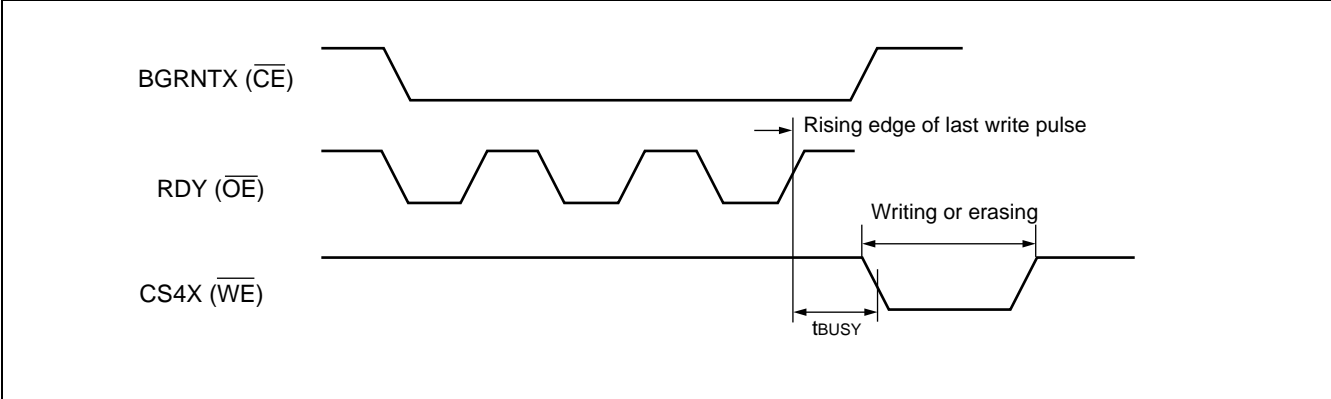 BGRNTX (CE)
Rising edge of last write pulse
RDY (OE)
Writing or erasing
CS4X (WE)
tBUSY